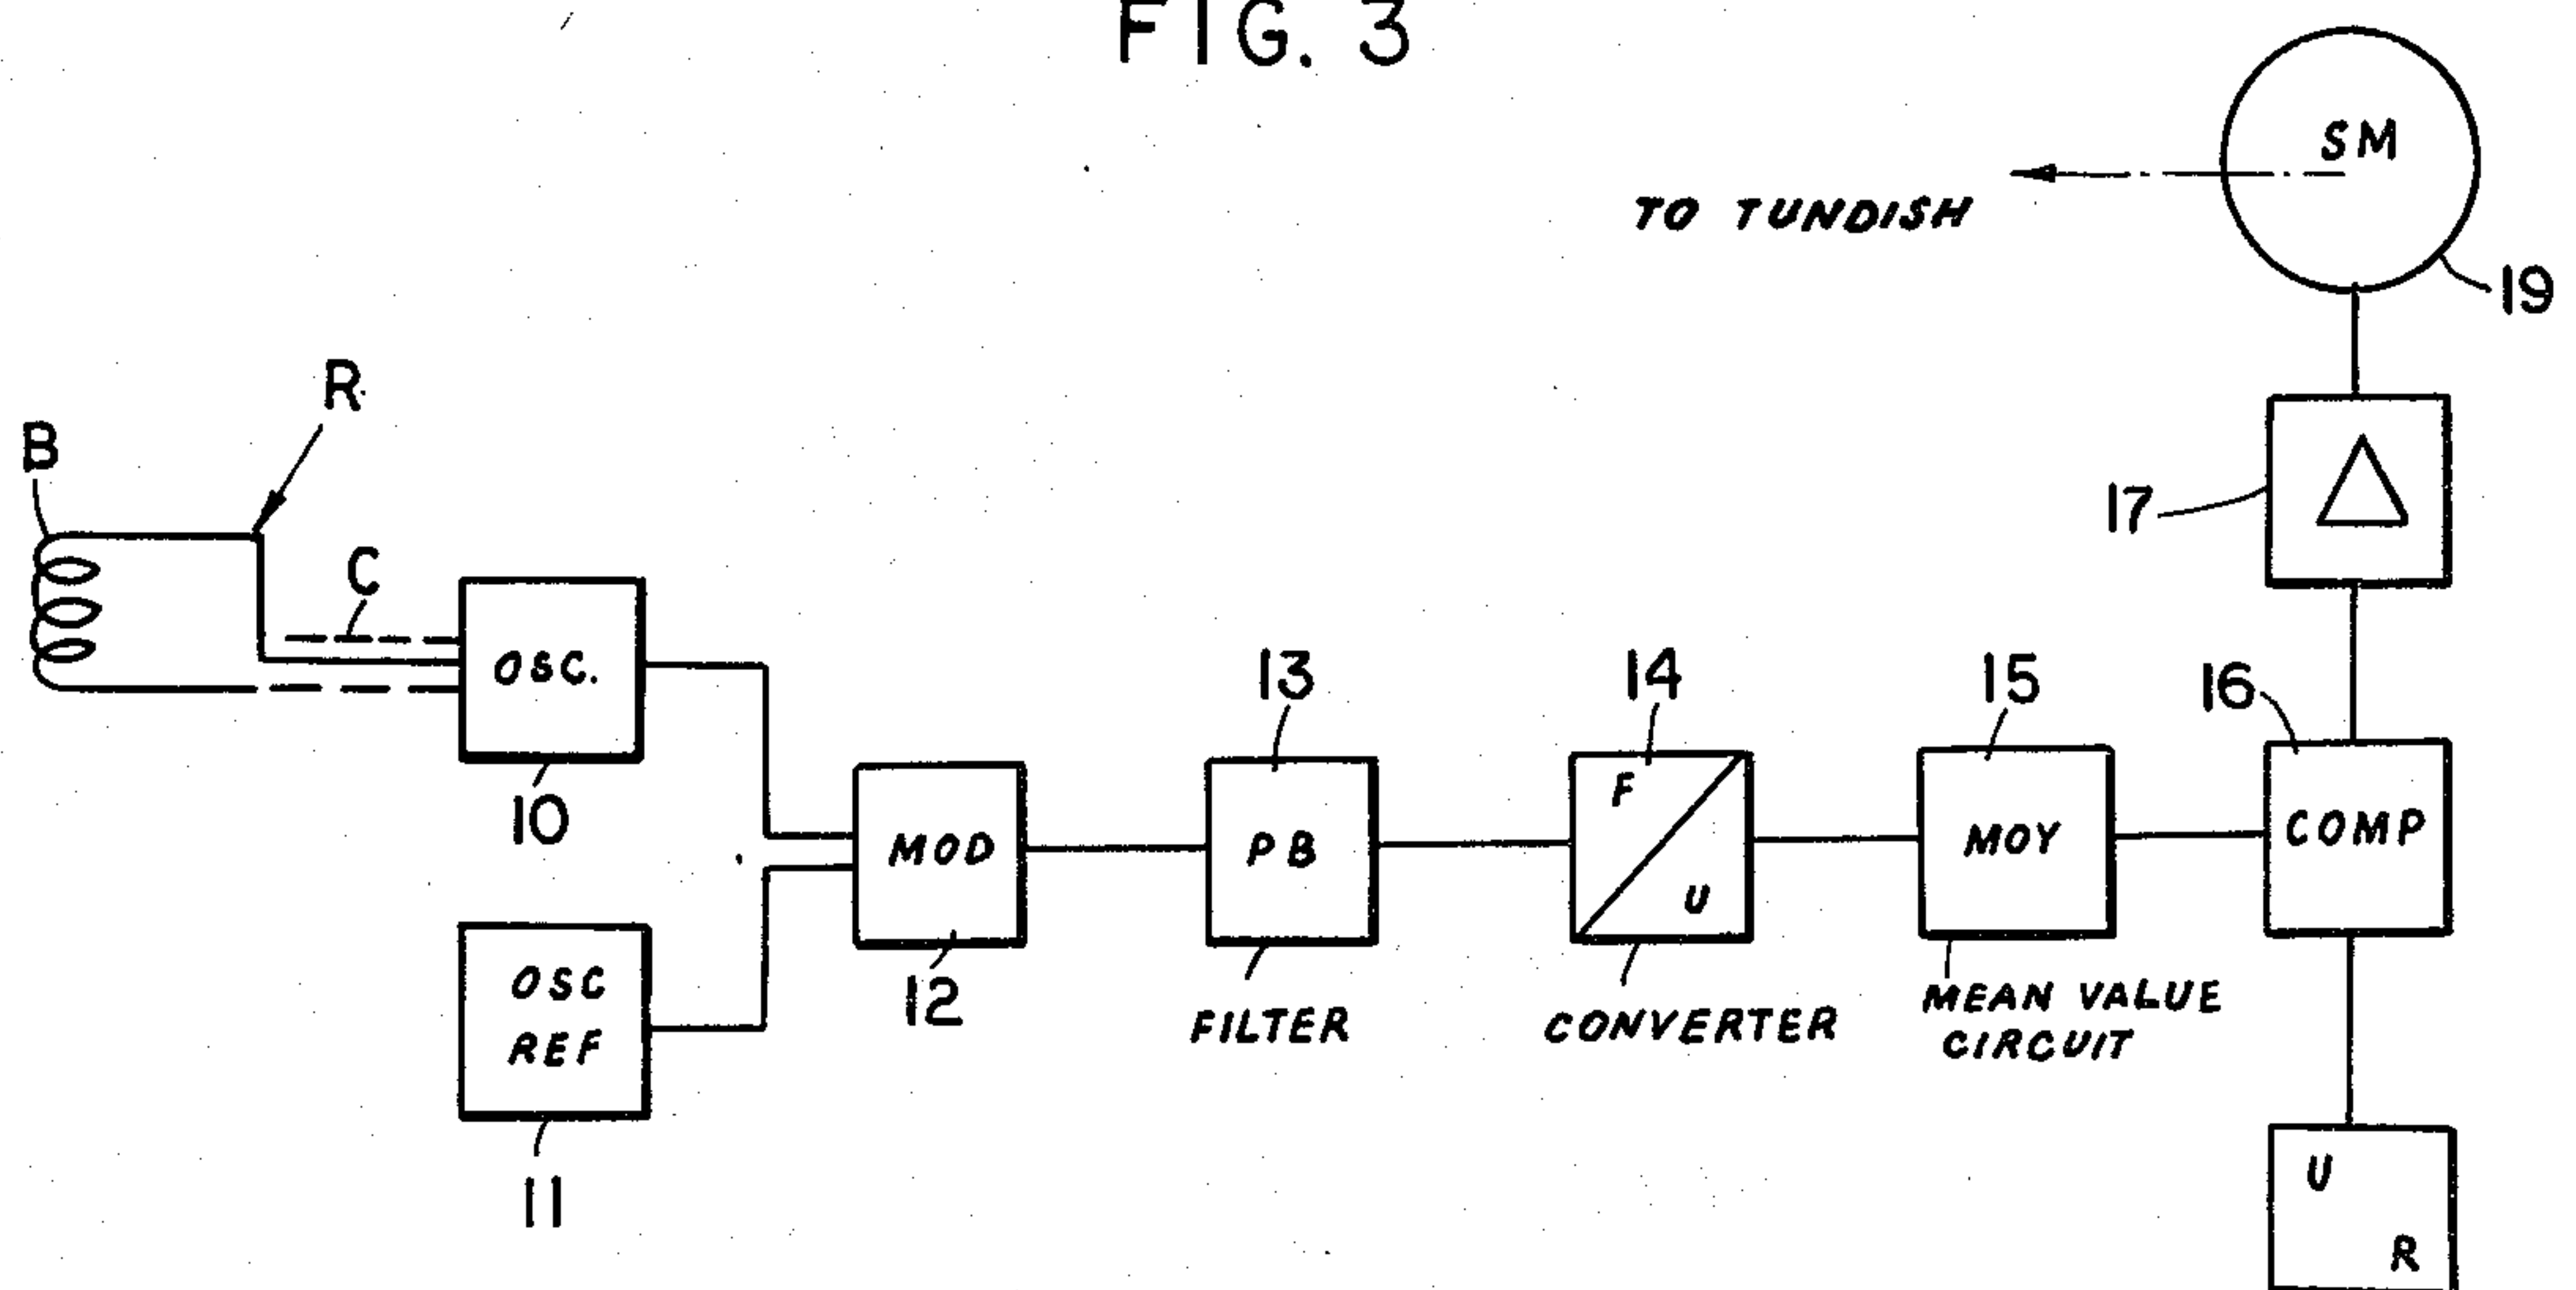 FIG. 3
SM
TO TUNDISH
19
R
B
17
C
OSC.
13
14
15
16
10
F
U
MOD
PB
MOY
COMP
OSC
REF
12
FILTER
CONVERTER
MEAN VALUE
CIRCUIT
11
U
R